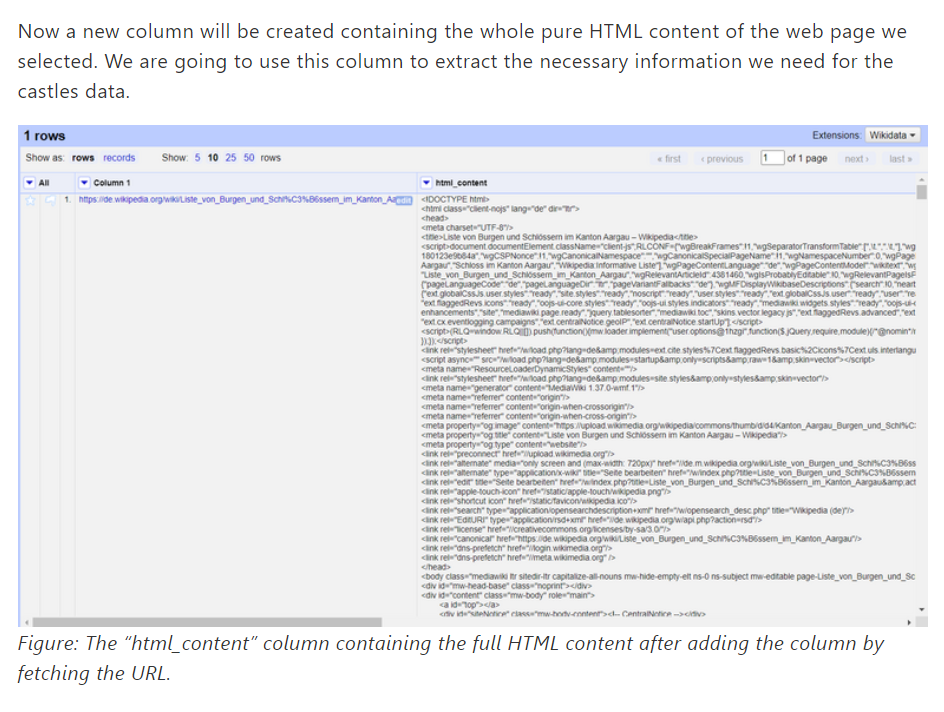 Now a new column will be created containing the whole pure HTML content of the web page we
selected. We are going to use this column to extract the necessary information we need for the
castles data.
1 rows
Extensions: Wikidata
Show as: rows records Show: 5 10 25 50 rows « first ‹ previous 1 of 1 page next › last »
All Column 1 html_content
1. https://de.wikipedia.org/wiki/Liste_von_Burgen_und_Schl%C3%B6ssern_im_Kanton_Aa edit
<!DOCTYPE html>
<html class="client-nojs" lang="de" dir="ltr">
<head>
<meta charset="UTF-8"/>
<title>Liste von Burgen und Schlössern im Kanton Aargau – Wikipedia</title>
<script>document.documentElement.className="client-js";RLCONF={"wgBreakFrames":!1,"wgSeparatorTransformTable":[",\t.",".\t,"],"wg
180123e9b84a","wgCSPNonce":!1,"wgCanonicalNamespace":"","wgCanonicalSpecialPageName":!1,"wgNamespaceNumber":0,"wgPage
Aargau","Schloss im Kanton Aargau","Wikipedia:Informative Liste"],"wgPageContentLanguage":"de","wgPageContentModel":"wikitext","wg
"Liste_von_Burgen_und_Schlössern_im_Kanton_Aargau","wgRelevantArticleId":4381460,"wgIsProbablyEditable":!0,"wgRelevantPageIsP
{"pageLanguageCode":"de","pageLanguageDir":"ltr","pageVariantFallbacks":"de"},"wgMFDisplayWikibaseDescriptions":{"search":!0,"neart
{"ext.globalCssJs.user.styles":"ready","site.styles":"ready","noscript":"ready","user.styles":"ready","ext.globalCssJs.user":"ready","user":"re
"ext.flaggedRevs.icons":"ready","oojs-ui-core.styles":"ready","oojs-ui.styles.indicators":"ready","mediawiki.widgets.styles":"ready","oojs-ui-
enhancements","site","mediawiki.page.ready","jquery.tablesorter","mediawiki.toc","skins.vector.legacy.js","ext.flaggedRevs.advanced","ext
"ext.cx.eventlogging.campaigns","ext.centralNotice.geoIP","ext.centralNotice.startUp"];</script>
<script>(RLQ=window.RLQ||[]).push(function(){mw.loader.implement("user.options@1hzgi",function($,jQuery,require,module){/*@nomin*/
});});</script>
<link rel="stylesheet" href="/w/load.php?lang=de&amp;modules=ext.cite.styles%7Cext.flaggedRevs.basic%2Cicons%7Cext.uls.interlangu
<script async="" src="/w/load.php?lang=de&amp;modules=startup&amp;only=scripts&amp;raw=1&amp;skin=vector"></script>
<meta name="ResourceLoaderDynamicStyles" content=""/>
<link rel="stylesheet" href="/w/load.php?lang=de&amp;modules=site.styles&amp;only=styles&amp;skin=vector"/>
<meta name="generator" content="MediaWiki 1.37.0-wmf.1"/>
<meta name="referrer" content="origin"/>
<meta name="referrer" content="origin-when-crossorigin"/>
<meta name="referrer" content="origin-when-cross-origin"/>
<meta property="og:image" content="https://upload.wikimedia.org/wikipedia/commons/thumb/d/d4/Kanton_Aargau_Burgen_und_Schl%C:
<meta property="og:title" content="Liste von Burgen und Schlössern im Kanton Aargau – Wikipedia"/>
<meta property="og:type" content="website"/>
<link rel="preconnect" href="//upload.wikimedia.org"/>
<link rel="alternate" media="only screen and (max-width: 720px)" href="//de.m.wikipedia.org/wiki/Liste_von_Burgen_und_Schl%C3%B6ss
<link rel="alternate" type="application/x-wiki" title="Seite bearbeiten" href="/w/index.php?title=Liste_von_Burgen_und_Schl%C3%B6ssern
<link rel="edit" title="Seite bearbeiten" href="/w/index.php?title=Liste_von_Burgen_und_Schl%C3%B6ssern_im_Kanton_Aargau&amp;act
<link rel="apple-touch-icon" href="/static/apple-touch/wikipedia.png"/>
<link rel="shortcut icon" href="/static/favicon/wikipedia.ico"/>
<link rel="search" type="application/opensearchdescription+xml" href="/w/opensearch_desc.php" title="Wikipedia (de)"/>
<link rel="EditURI" type="application/rsd+xml" href="//de.wikipedia.org/w/api.php?action=rsd"/>
<link rel="license" href="//creativecommons.org/licenses/by-sa/3.0/"/>
<link rel="canonical" href="https://de.wikipedia.org/wiki/Liste_von_Burgen_und_Schl%C3%B6ssern_im_Kanton_Aargau"/>
<link rel="dns-prefetch" href="//login.wikimedia.org"/>
<link rel="dns-prefetch" href="//meta.wikimedia.org" />
</head>
<body class="mediawiki ltr sitedir-ltr capitalize-all-nouns mw-hide-empty-elt ns-0 ns-subject mw-editable page-Liste_von_Burgen_und_Sc
<div id="mw-head-base" class="noprint"></div>
<div id="content" class="mw-body" role="main">
<a id="top"></a>
<div id="siteNotice" class="mw-body-content"><!-- CentralNotice --></div>
Figure: The “html_content” column containing the full HTML content after adding the column by
fetching the URL.